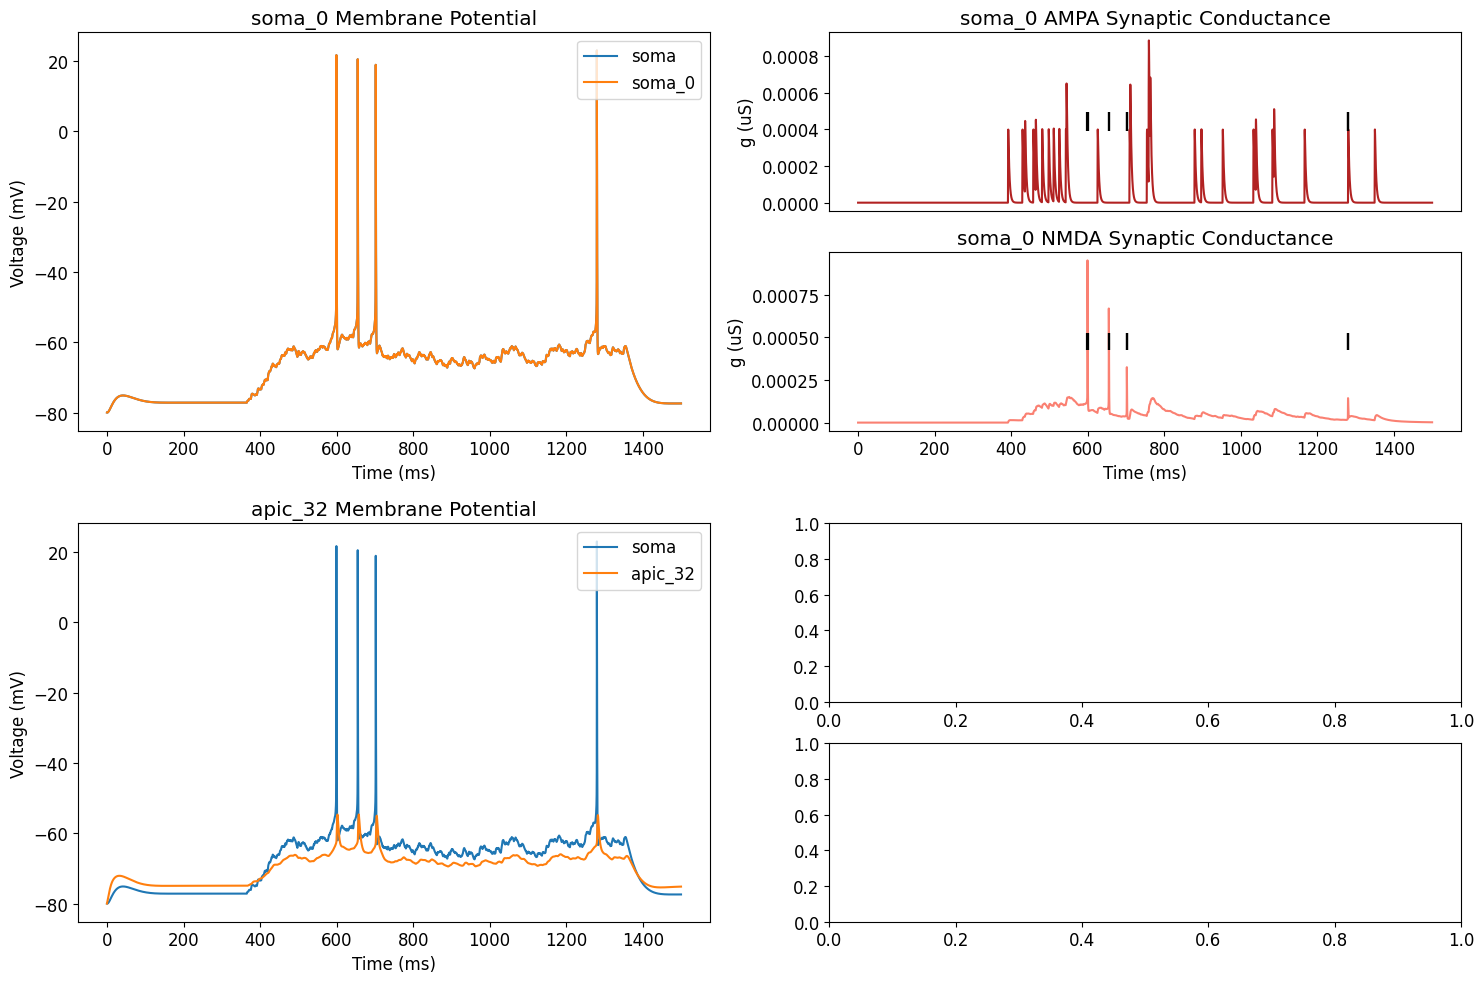 soma_0 Membrane Potential
20
0
−20
−40
−60
−80
Voltage (mV)
soma
soma_0
0 200 400 600 800 1000 1200 1400
Time (ms)
soma_0 AMPA Synaptic Conductance
0.0008
0.0006
0.0004
0.0002
0.0000
g (uS)
soma_0 NMDA Synaptic Conductance
0.00075
0.00050
0.00025
0.00000
g (uS)
0 200 400 600 800 1000 1200 1400
Time (ms)
apic_32 Membrane Potential
20
0
−20
−40
−60
−80
Voltage (mV)
soma
apic_32
0 200 400 600 800 1000 1200 1400
Time (ms)
1.0
0.8
0.6
0.4
0.2
0.0
0.0 0.2 0.4 0.6 0.8 1.0
1.0
0.8
0.6
0.4
0.2
0.0
0.0 0.2 0.4 0.6 0.8 1.0